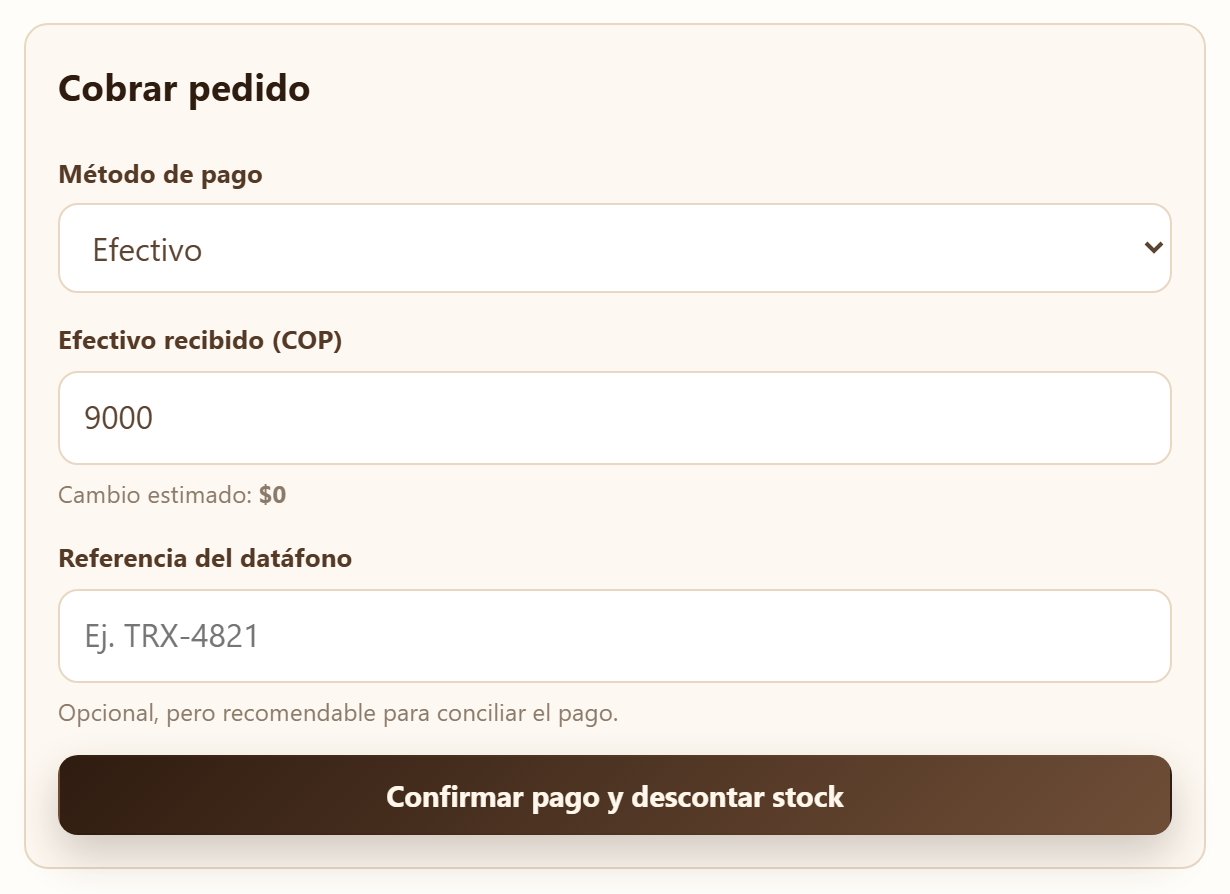 Cobrar pedido
Método de pago
Efectivo
Efectivo recibido (COP)
9000
Cambio estimado: $0
Referencia del datáfono
Ej. TRX-4821
Opcional, pero recomendable para conciliar el pago.
Confirmar pago y descontar stock